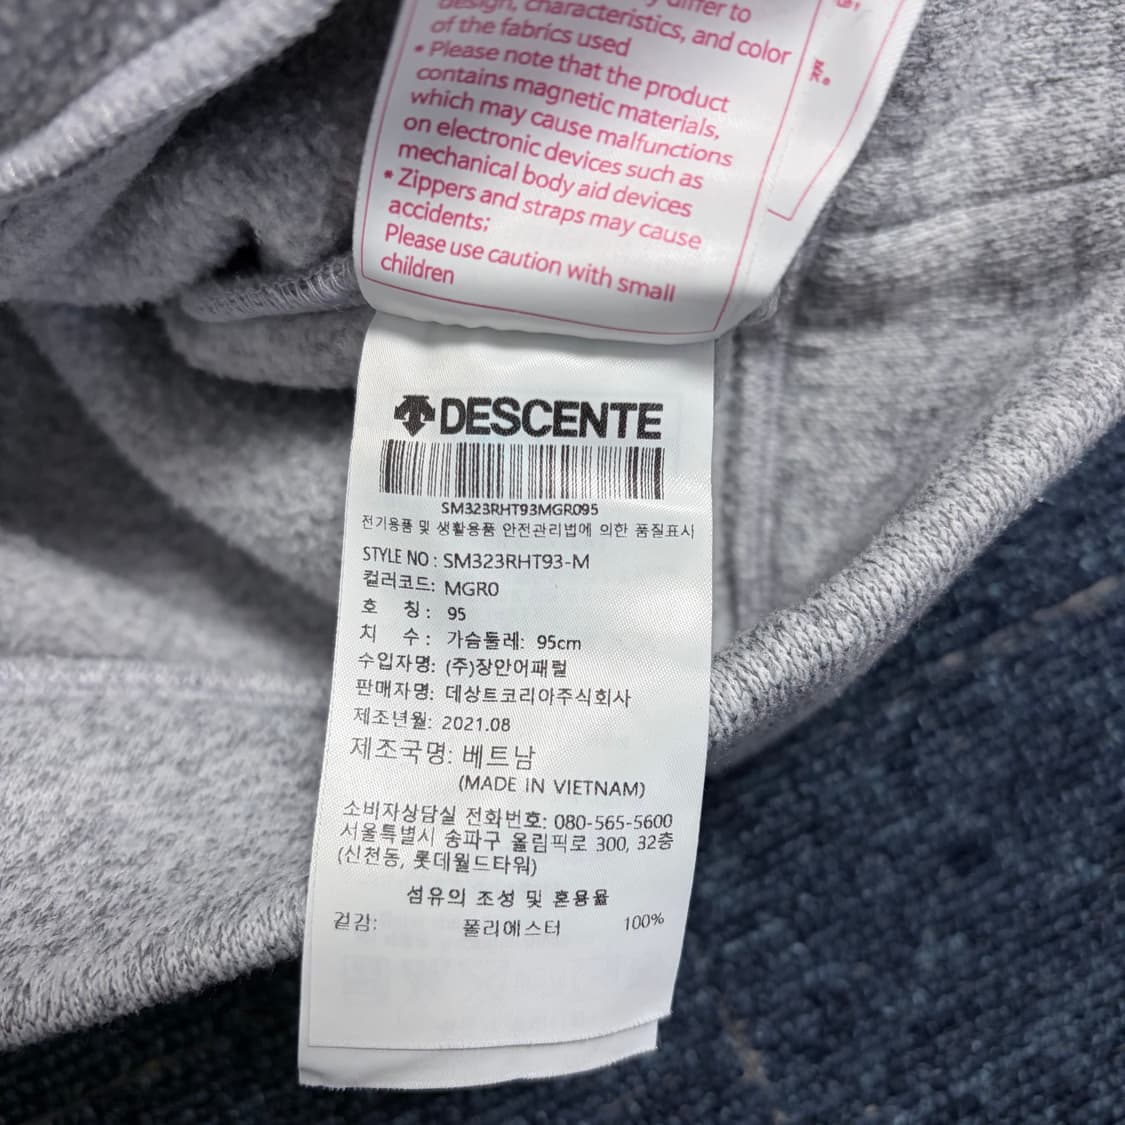 differ to
design, characteristics, and color
of the fabrics used
• Please note that the product
contains magnetic materials,
which may cause malfunctions
on electronic devices such as
mechanical body aid devices
• Zippers and straps may cause
accidents;
Please use caution with small
children
DESCENTE
SM323RHT93MGR095
전기용품 및 생활용품 안전관리법에 의한 품질표시
STYLE NO : SM323RHT93-M
컬러코드: MGR0
호 칭: 95
치 수: 가슴둘레: 95cm
수입자명: (주)장안어패럴
판매자명: 데상트코리아주식회사
제조년월: 2021.08
제조국명: 베트남
(MADE IN VIETNAM)
소비자상담실 전화번호: 080-565-5600
서울특별시 송파구 올림픽로 300, 32층
(신천동, 롯데월드타워)
섬유의 조성 및 혼용율
겉감: 폴리에스터 100%